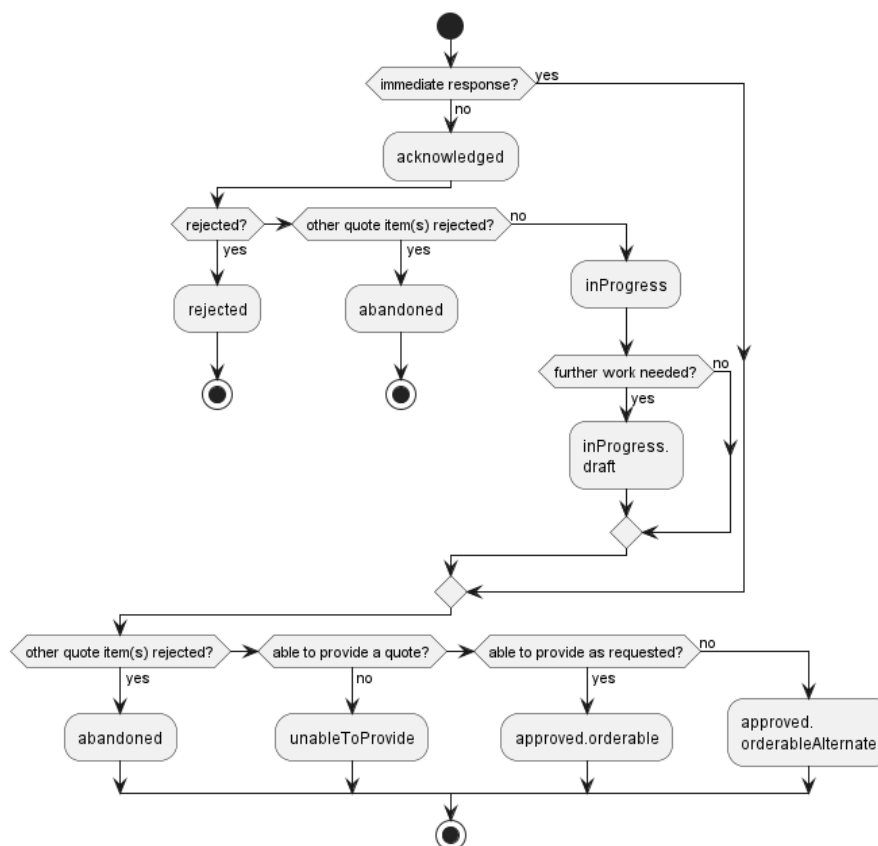 immediate response?
yes
no
acknowledged
rejected?
other quote item(s) rejected?
no
yes
yes
rejected
abandoned
inProgress
further work needed?
no
yes
inProgress.
draft
other quote item(s) rejected?
able to provide a quote?
able to provide as requested?
no
yes
no
yes
abandoned
unableToProvide
approved.orderable
approved.
orderableAlternate